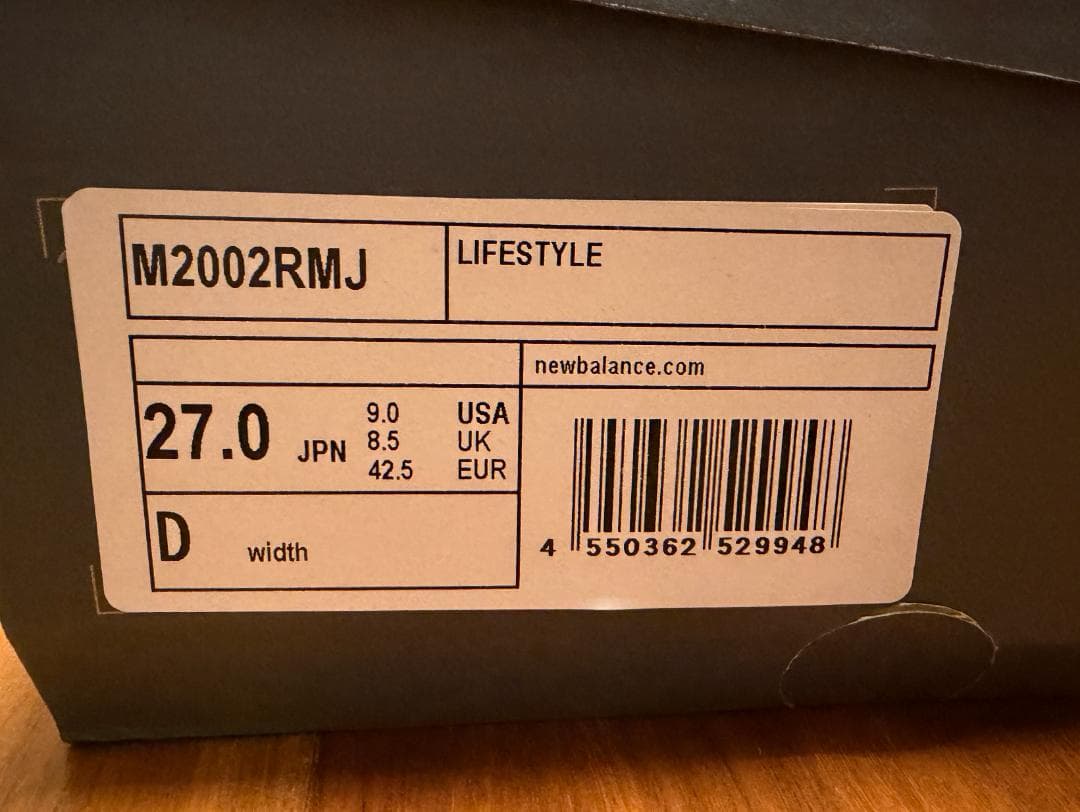 M2002RMJ
LIFESTYLE
newbalance.com
27.0 JPN
9.0 USA
8.5 UK
42.5 EUR
D width
4 550362 529948